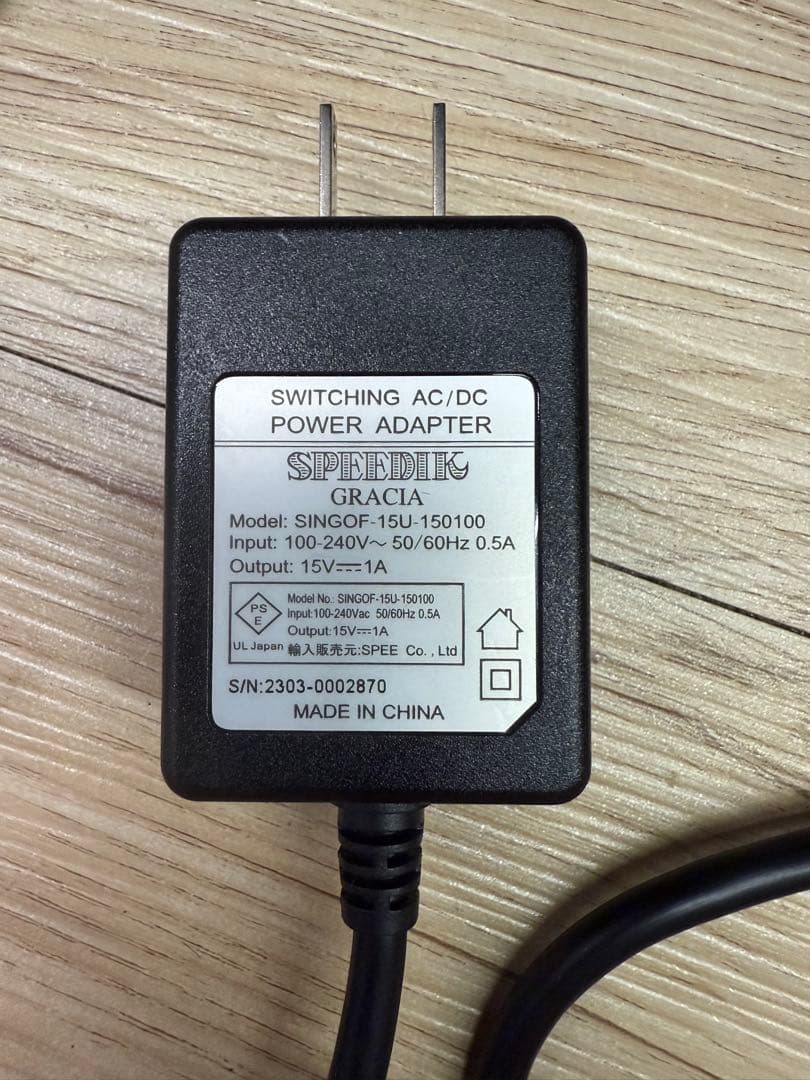 SWITCHING AC/DC
POWER ADAPTER
SPEEDIK
GRACIA
Model: SINGOF-15U-150100
Input: 100-240V~ 50/60Hz 0.5A
Output: 15V⎓1A
PS
E
UL Japan
Model No.: SINGOF-15U-150100
Input:100-240Vac 50/60Hz 0.5A
Output:15V⎓1A
輸入販売元:SPEE Co. , Ltd
S/N:2303-0002870
MADE IN CHINA